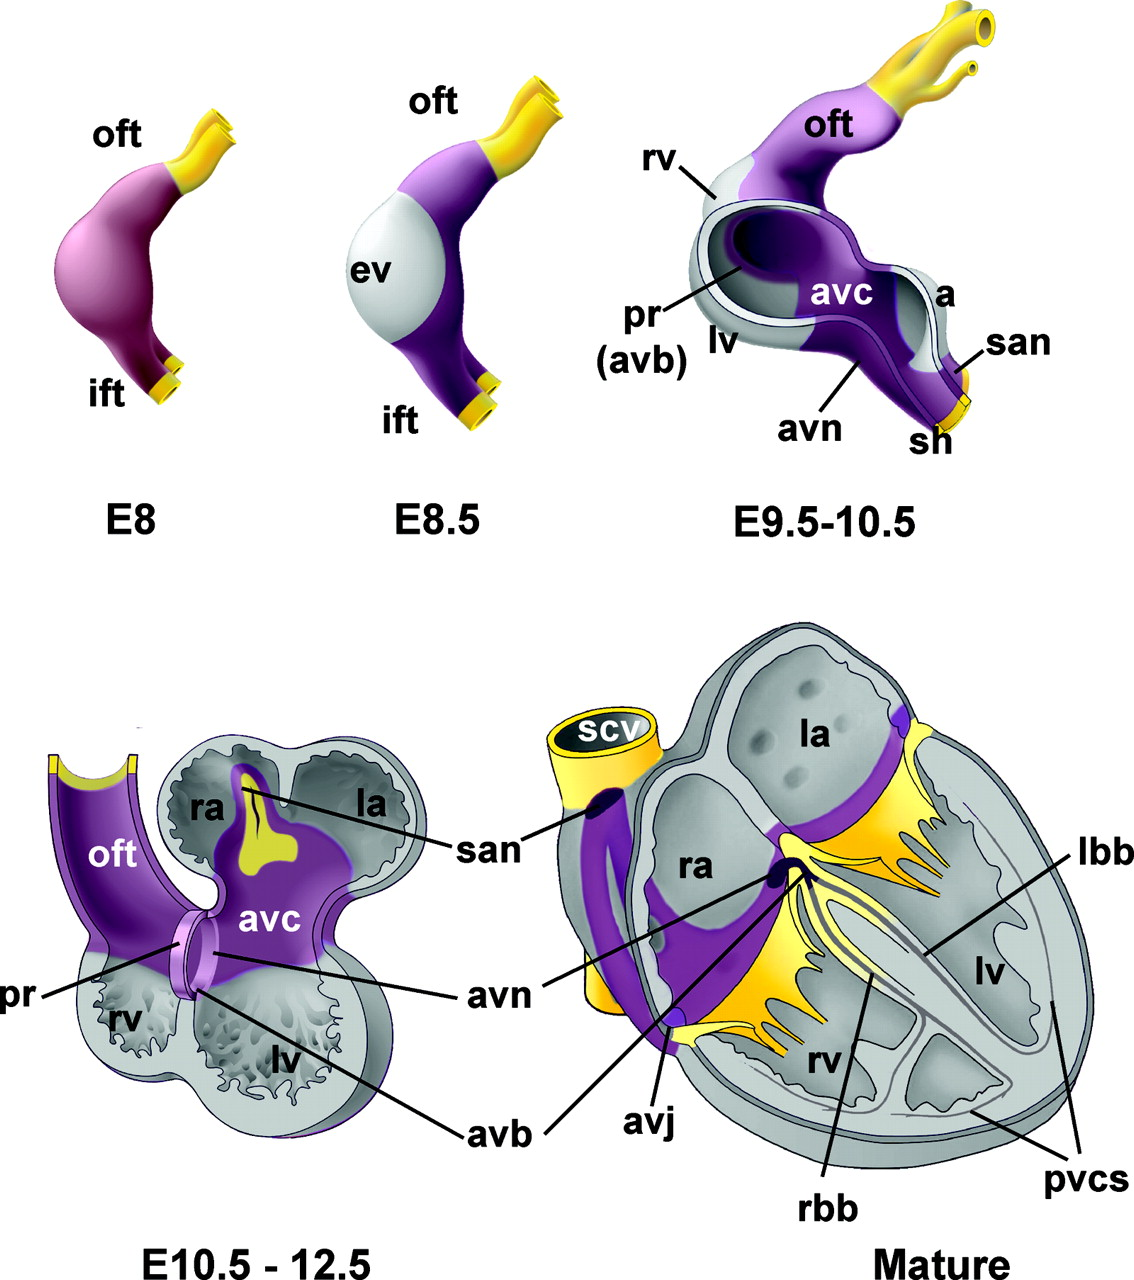 oft
ift
E8
oft
ev
ift
E8.5
oft
rv
avc
a
pr
(avb)
lv
san
avn
sh
E9.5-10.5
oft
ra
la
avc
pr
rv
lv
san
avn
avb
E10.5 - 12.5
scv
la
ra
lbb
lv
rv
avj
rbb
pvcs
Mature